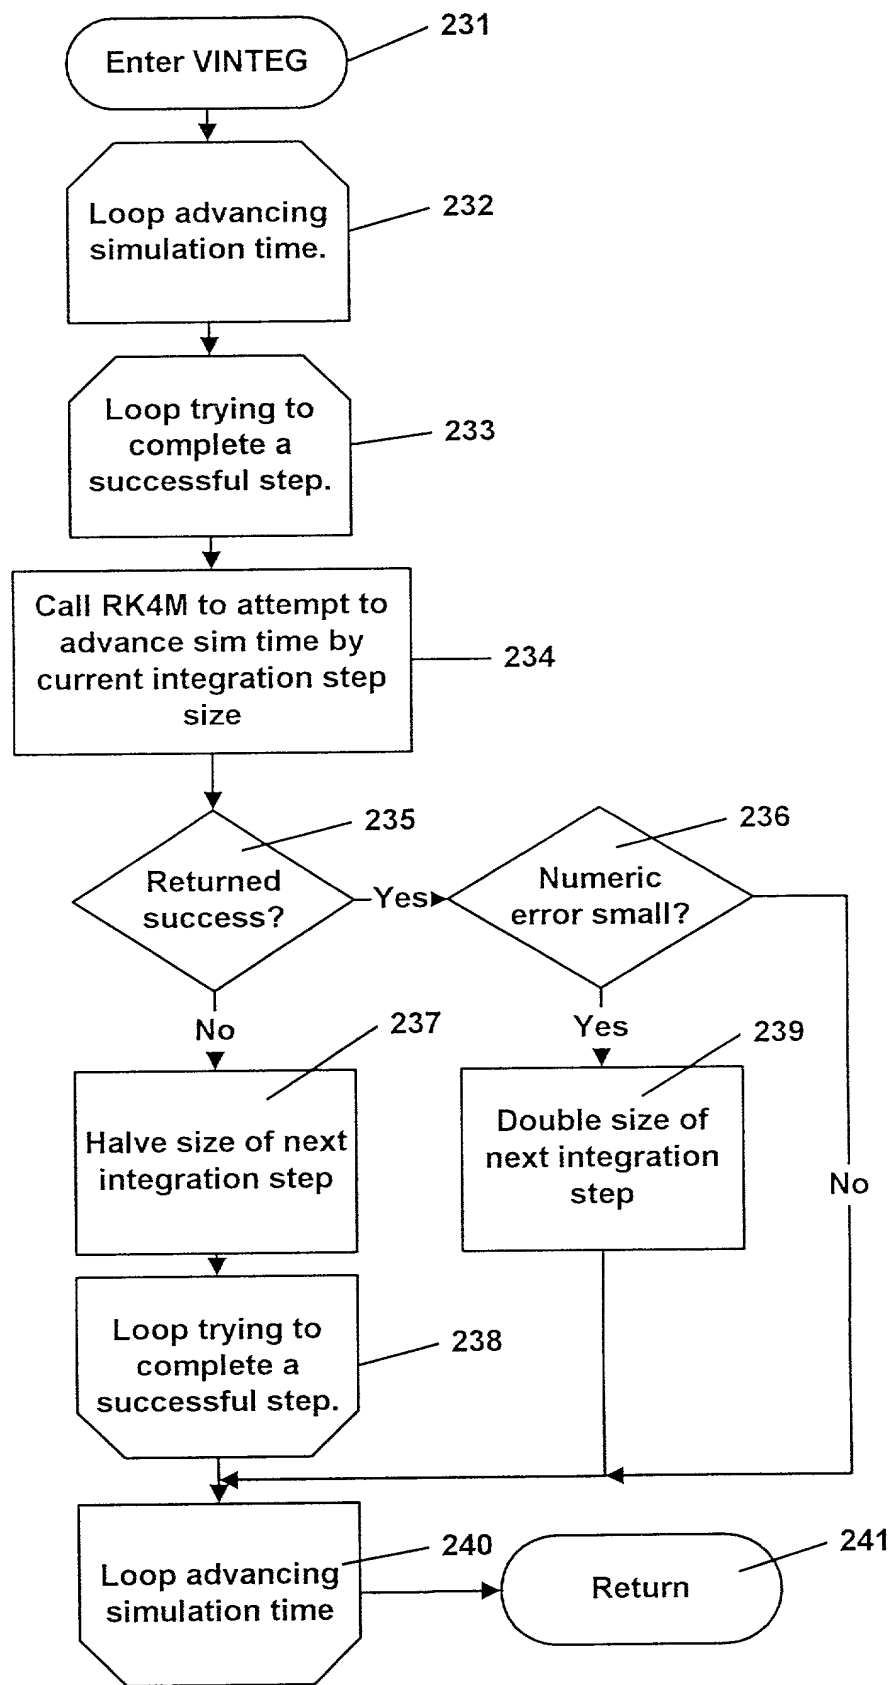 231
Enter VINTEG
232
Loop advancing
simulation time.
233
Loop trying to
complete a
successful step.
Call RK4M to attempt to
advance sim time by
current integration step
size
234
235
236
Returned
success?
Yes
Numeric
error small?
No
237
Yes
239
Halve size of next
integration step
Double size of
next integration
step
No
Loop trying to
complete a
successful step.
238
240
241
Loop advancing
simulation time
Return